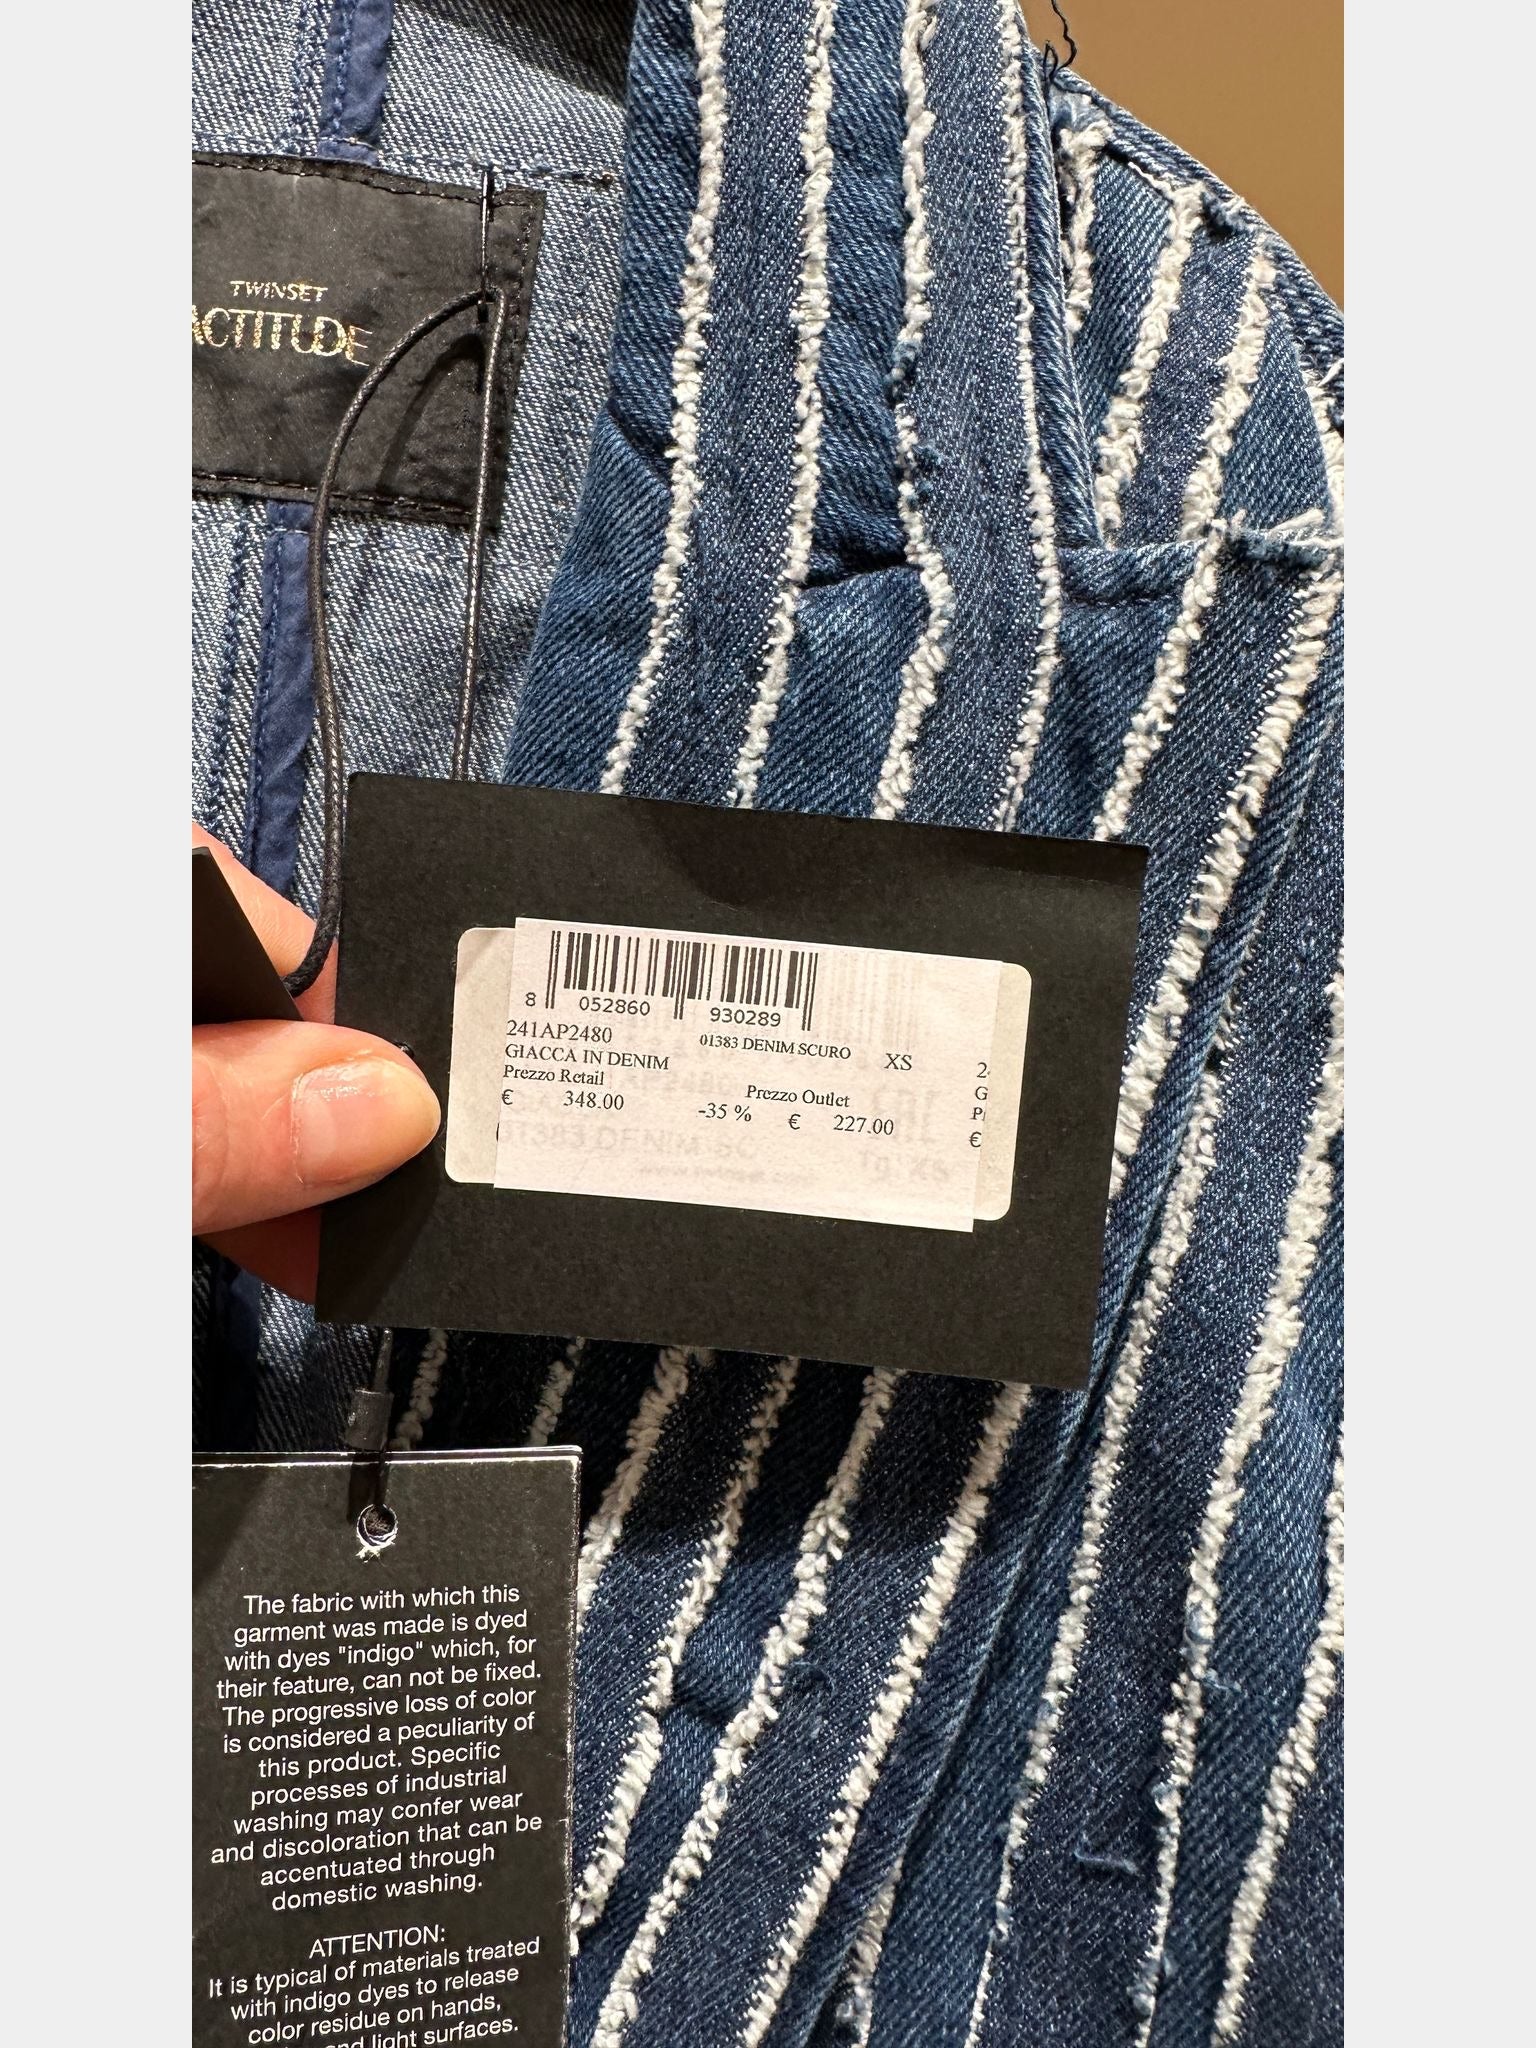 TWINSET
ACTITUDE
8 052860 930289
241AP2480 01383 DENIM SCURO XS 2
GIACCA IN DENIM G
Prezzo Retail Prezzo Outlet P
€ 348.00 -35 % € 227.00 €
The fabric with which this
garment was made is dyed
with dyes "indigo" which, for
their feature, can not be fixed.
The progressive loss of color
is considered a peculiarity of
this product. Specific
processes of industrial
washing may confer wear
and discoloration that can be
accentuated through
domestic washing.
ATTENTION:
It is typical of materials treated
with indigo dyes to release
color residue on hands,
and light surfaces.